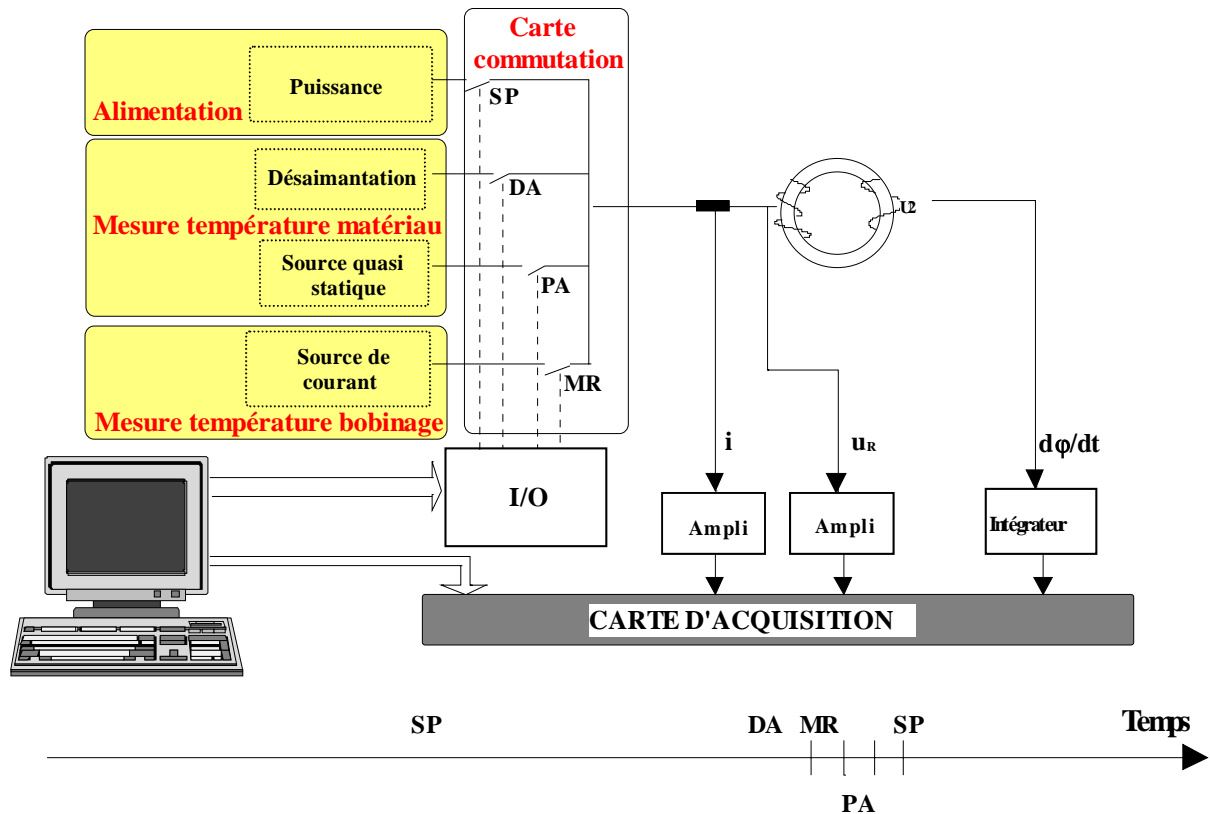 Carte
commutation
Puissance
Alimentation
SP
Désaimantation
DA
Mesure température matériau
Source quasi
statique
PA
Source de
courant
MR
Mesure température bobinage
U2
i
uR
dφ/dt
I/O
Ampli
Ampli
Intégrateur
CARTE D'ACQUISITION
SP
DA
MR
SP
Temps
PA